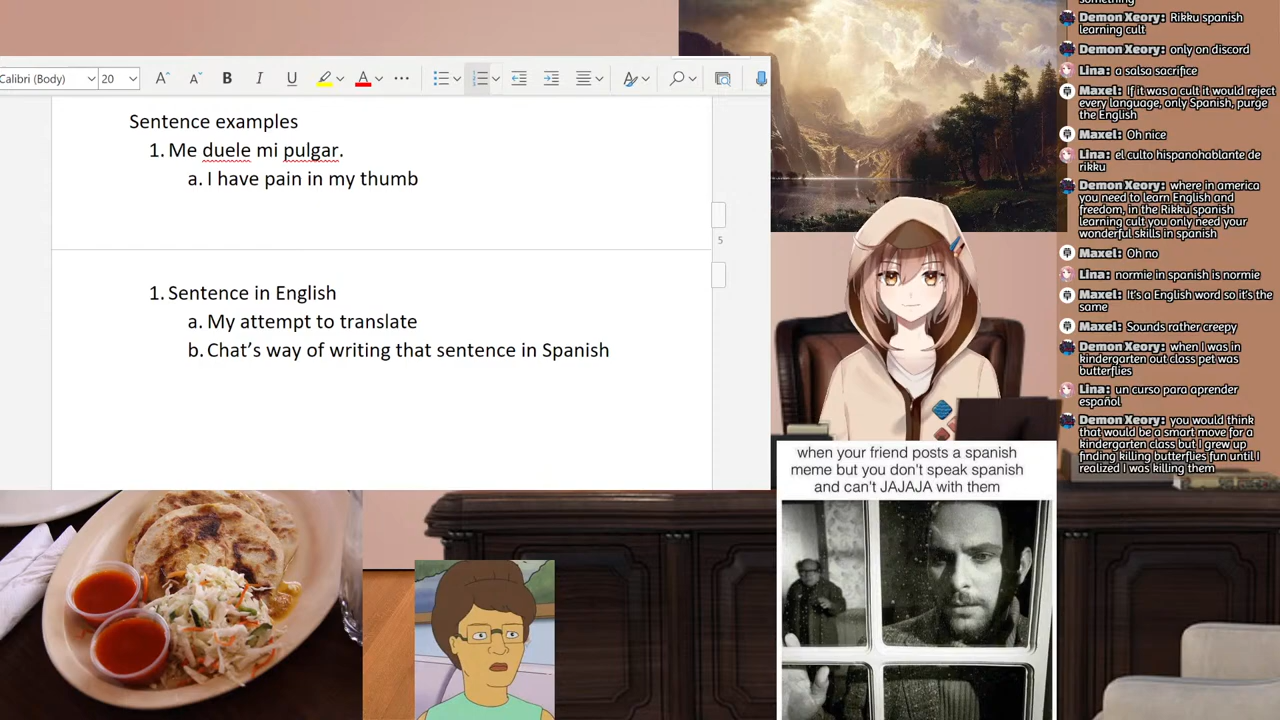 Calibri (Body)
20
B
I
U
A
Sentence examples
1. Me duele mi pulgar.
a. I have pain in my thumb
5
1. Sentence in English
a. My attempt to translate
b. Chat's way of writing that sentence in Spanish
when your friend posts a spanish
meme but you don't speak spanish
and can't JAJAJA with them
something
Demon Xeory: Rikku spanish
learning cult
Demon Xeory: only on discord
Lina: a salsa sacrifice
Maxel: If it was a cult it would reject
every language, only Spanish, purge
the English
Maxel: Oh nice
Lina: el culto hispanohablante de
rikku
Demon Xeory: where in america
you need to learn English and
freedom, in the Rikku spanish
learning cult you only need your
wonderful skills in spanish
Maxel: Oh no
Lina: normie in spanish is normie
Maxel: It's a English word so it's the
same
Maxel: Sounds rather creepy
Demon Xeory: when I was in
kindergarten out class pet was
butterflies
Lina: un curso para aprender
español
Demon Xeory: you would think
that would be a smart move for a
kindergarten class but I grew up
finding killing butterflies fun until I
realized I was killing them